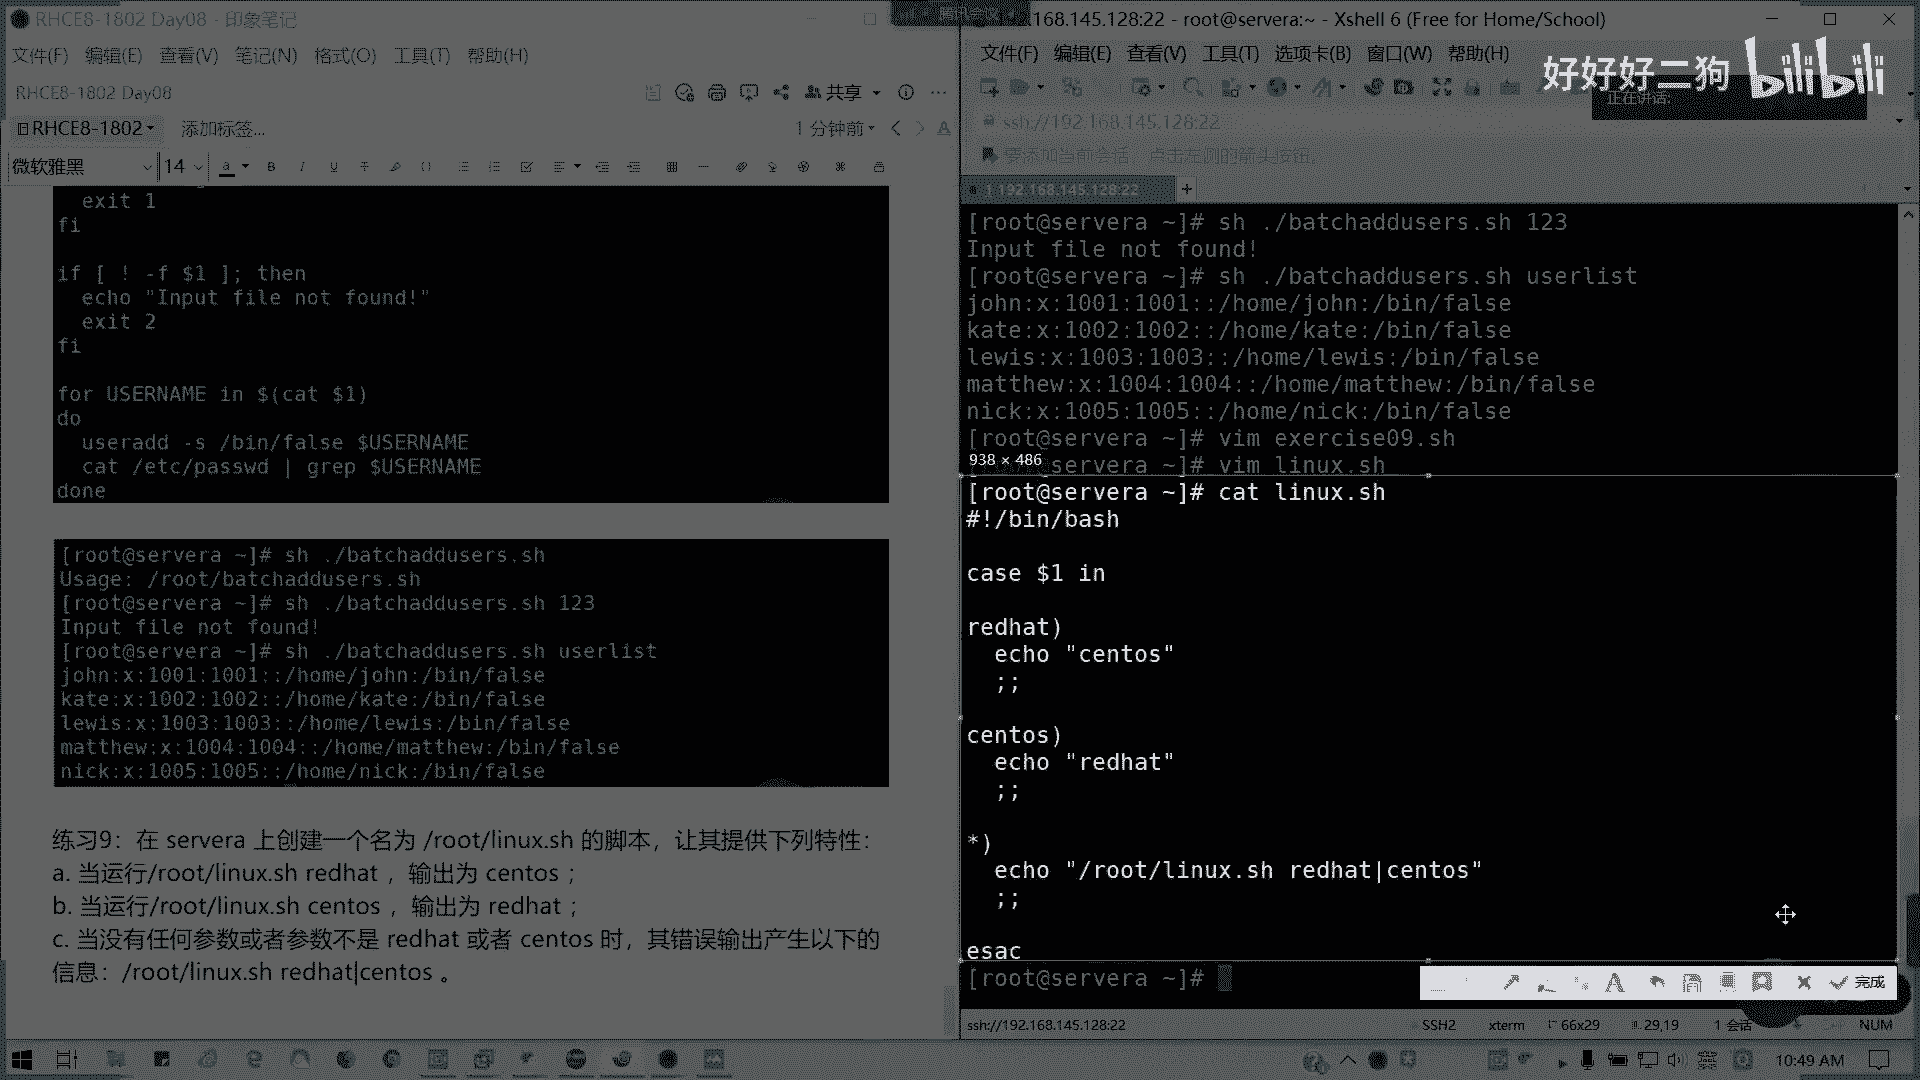 RHCE8-1802 Day08 - 印象笔记
文件(F) 编辑(E) 查看(V) 笔记(N) 格式(O) 工具(T) 帮助(H)
RHCE8-1802 Day08
共享
RHCE8-1802 添加标签...
1 分钟前
微软雅黑 14
exit 1
fi
if [ ! -f $1 ]; then
echo "Input file not found!"
exit 2
fi
for USERNAME in $(cat $1)
do
useradd -s /bin/false $USERNAME
cat /etc/passwd | grep $USERNAME
done
[root@servera ~]# sh ./batchaddusers.sh
Usage: /root/batchaddusers.sh
[root@servera ~]# sh ./batchaddusers.sh 123
Input file not found!
[root@servera ~]# sh ./batchaddusers.sh userlist
john:x:1001:1001::/home/john:/bin/false
kate:x:1002:1002::/home/kate:/bin/false
lewis:x:1003:1003::/home/lewis:/bin/false
matthew:x:1004:1004::/home/matthew:/bin/false
nick:x:1005:1005::/home/nick:/bin/false
练习9：在 servera 上创建一个名为 /root/linux.sh 的脚本，让其提供下列特性：
a. 当运行/root/linux.sh redhat ，输出为 centos ；
b. 当运行/root/linux.sh centos ，输出为 redhat ；
c. 当没有任何参数或者参数不是 redhat 或者 centos 时，其错误输出产生以下的
信息：/root/linux.sh redhat|centos 。
168.145.128:22 - root@servera:~ - Xshell 6 (Free for Home/School)
文件(F) 编辑(E) 查看(V) 工具(T) 选项卡(B) 窗口(W) 帮助(H)
好好好二狗 bilibili
正在讲话:
ssh://192.168.145.128:22
要添加当前会话，点击左侧的箭头按钮。
1 192.168.145.128:22
[root@servera ~]# sh ./batchaddusers.sh 123
Input file not found!
[root@servera ~]# sh ./batchaddusers.sh userlist
john:x:1001:1001::/home/john:/bin/false
kate:x:1002:1002::/home/kate:/bin/false
lewis:x:1003:1003::/home/lewis:/bin/false
matthew:x:1004:1004::/home/matthew:/bin/false
nick:x:1005:1005::/home/nick:/bin/false
[root@servera ~]# vim exercise09.sh
938 × 486
[root@servera ~]# vim linux.sh
[root@servera ~]# cat linux.sh
#!/bin/bash
case $1 in
redhat)
echo "centos"
;;
centos)
echo "redhat"
;;
*)
echo "/root/linux.sh redhat|centos"
;;
esac
[root@servera ~]#
完成
ssh://192.168.145.128:22 SSH2 xterm 66x29 29,19 1 会话 NUM
10:49 AM